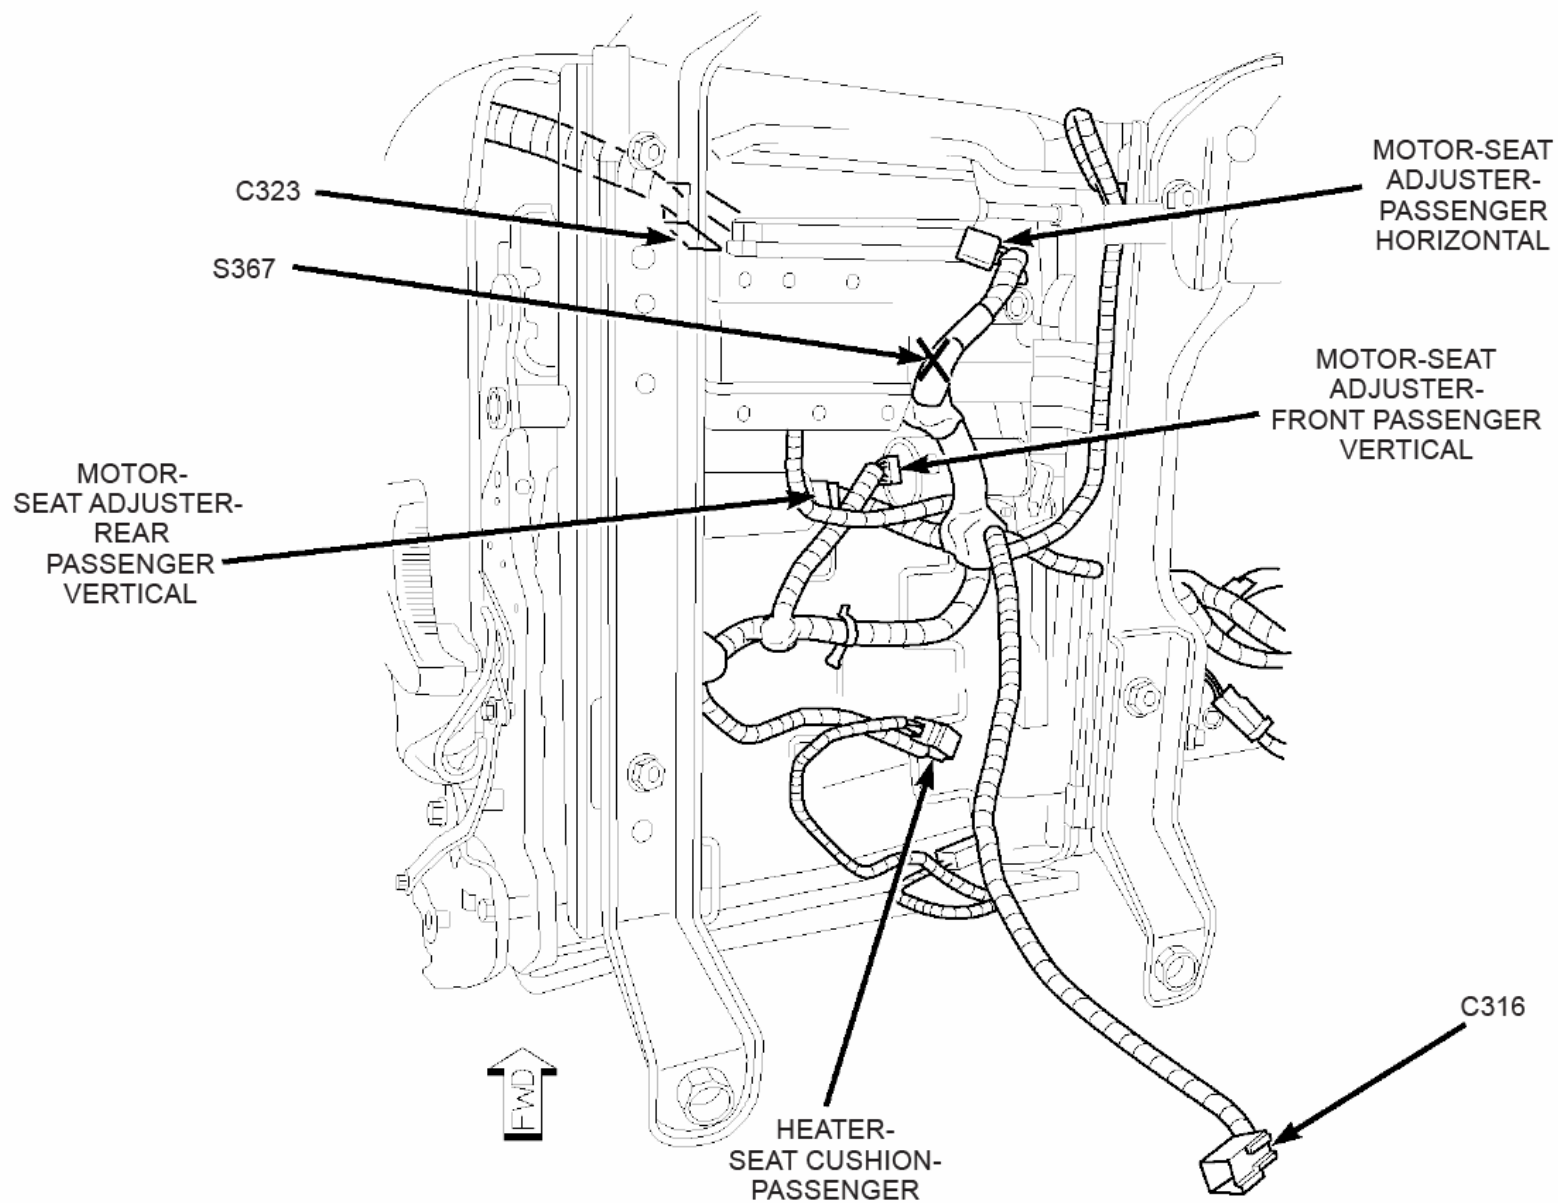 C323
S367
MOTOR-SEAT
ADJUSTER-
PASSENGER
HORIZONTAL
MOTOR-SEAT
ADJUSTER-
FRONT PASSENGER
VERTICAL
MOTOR-
SEAT ADJUSTER-
REAR
PASSENGER
VERTICAL
C316
FWD
HEATER-
SEAT CUSHION-
PASSENGER